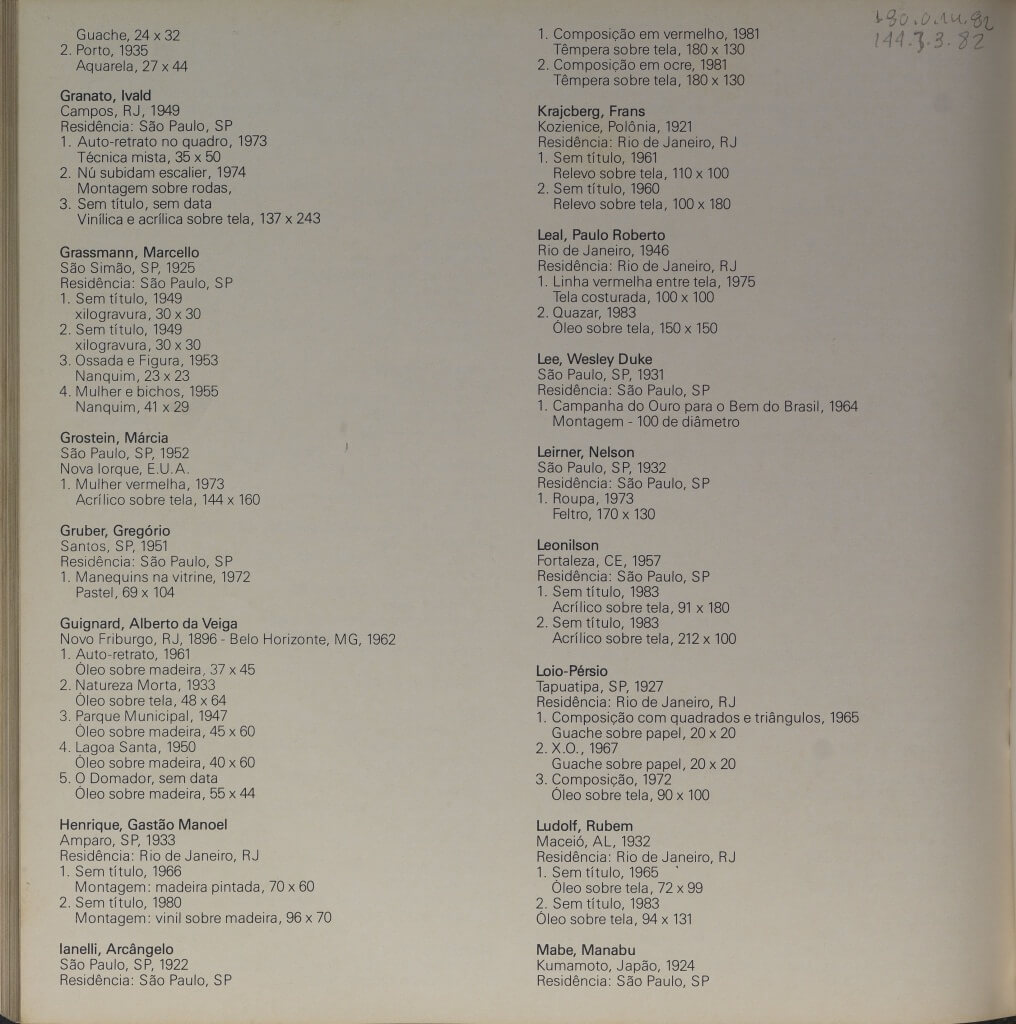 Guache, 24 x 32
2. Porto, 1935
Aquarela, 27 x 44
Granato, Ivald
Campos, RJ, 1949
Residência: São Paulo, SP
1. Auto-retrato no quadro, 1973
Técnica mista, 35 x 50
2. Nú subidam escalier, 1974
Montagem sobre rodas,
3. Sem título, sem data
Vinílica e acrílica sobre tela, 137 x 243
Grassmann, Marcello
São Simão, SP, 1925
Residência: São Paulo, SP
1. Sem título, 1949
xilogravura, 30 x 30
2. Sem título, 1949
xilogravura, 30 x 30
3. Ossada e Figura, 1953
Nanquim, 23 x 23
4. Mulher e bichos, 1955
Nanquim, 41 x 29
Grostein, Márcia
São Paulo, SP, 1952
Nova Iorque, E.U.A.
1. Mulher vermelha, 1973
Acrílico sobre tela, 144 x 160
Gruber, Gregório
Santos, SP, 1951
Residência: São Paulo, SP
1. Manequins na vitrine, 1972
Pastel, 69 x 104
Guignard, Alberto da Veiga
Novo Friburgo, RJ, 1896 - Belo Horizonte, MG, 1962
1. Auto-retrato, 1961
Óleo sobre madeira, 37 x 45
2. Natureza Morta, 1933
Óleo sobre tela, 48 x 64
3. Parque Municipal, 1947
Óleo sobre madeira, 45 x 60
4. Lagoa Santa, 1950
Óleo sobre madeira, 40 x 60
5. O Domador, sem data
Óleo sobre madeira, 55 x 44
Henrique, Gastão Manoel
Amparo, SP, 1933
Residência: Rio de Janeiro, RJ
1. Sem título, 1966
Montagem: madeira pintada, 70 x 60
2. Sem título, 1980
Montagem: vinil sobre madeira, 96 x 70
Ianelli, Arcângelo
São Paulo, SP, 1922
Residência: São Paulo, SP
144.3.3.82
1. Composição em vermelho, 1981
Têmpera sobre tela, 180 x 130
2. Composição em ocre, 1981
Têmpera sobre tela, 180 x 130
Krajcberg, Frans
Kozienice, Polônia, 1921
Residência: Rio de Janeiro, RJ
1. Sem título, 1961
Relevo sobre tela, 110 x 100
2. Sem título, 1960
Relevo sobre tela, 100 x 180
Leal, Paulo Roberto
Rio de Janeiro, 1946
Residência: Rio de Janeiro, RJ
1. Linha vermelha entre tela, 1975
Tela costurada, 100 x 100
2. Quazar, 1983
Óleo sobre tela, 150 x 150
Lee, Wesley Duke
São Paulo, SP, 1931
Residência: São Paulo, SP
1. Campanha do Ouro para o Bem do Brasil, 1964
Montagem - 100 de diâmetro
Leirner, Nelson
São Paulo, SP, 1932
Residência: São Paulo, SP
1. Roupa, 1973
Feltro, 170 x 130
Leonilson
Fortaleza, CE, 1957
Residência: São Paulo, SP
1. Sem título, 1983
Acrílico sobre tela, 91 x 180
2. Sem título, 1983
Acrílico sobre tela, 212 x 100
Loio-Pérsio
Tapuatipa, SP, 1927
Residência: Rio de Janeiro, RJ
1. Composição com quadrados e triângulos, 1965
Guache sobre papel, 20 x 20
2. X.O., 1967
Guache sobre papel, 20 x 20
3. Composição, 1972
Óleo sobre tela, 90 x 100
Ludolf, Rubem
Maceió, AL, 1932
Residência: Rio de Janeiro, RJ
1. Sem título, 1965
Óleo sobre tela, 72 x 99
2. Sem título, 1983
Óleo sobre tela, 94 x 131
Mabe, Manabu
Kumamoto, Japão, 1924
Residência: São Paulo, SP